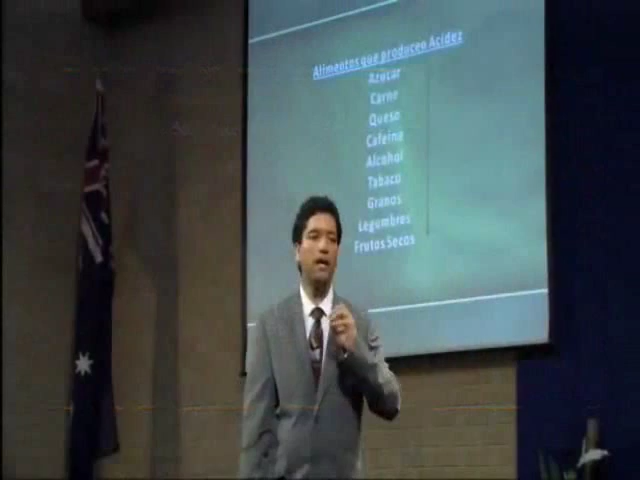 Alimentos que producen Acidez
Azúcar
Carne
Queso
Cafeína
Alcohol
Tabaco
Granos
Legumbres
Frutos Secos